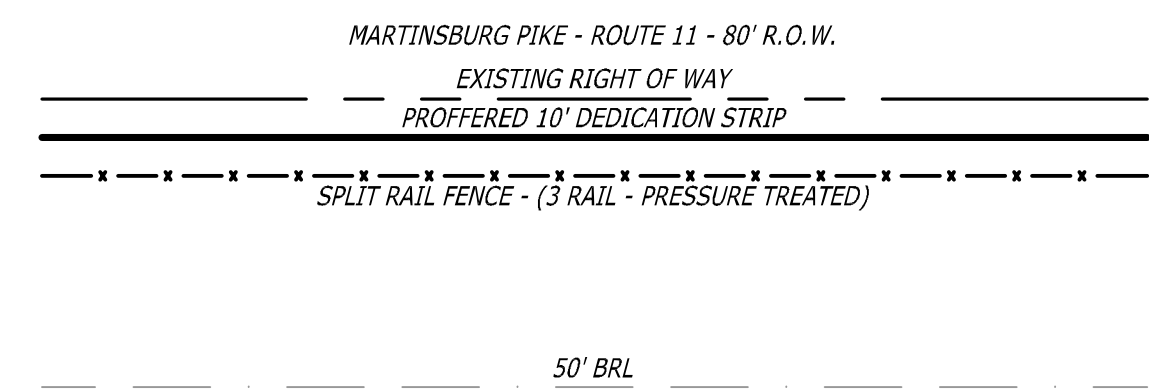 MARTINSBURG PIKE - ROUTE 11 - 80' R.O.W.
EXISTING RIGHT OF WAY
PROFFERED 10' DEDICATION STRIP
SPLIT RAIL FENCE - (3 RAIL - PRESSURE TREATED)
50' BRL